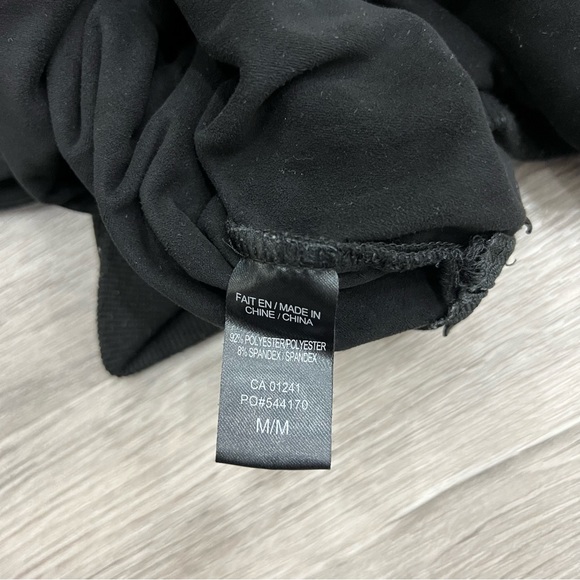 FAIT EN / MADE IN
CHINE / CHINA
92% POLYESTER/POLYESTER
8% SPANDEX / SPANDEX
CA 01241
PO#544170
M/M